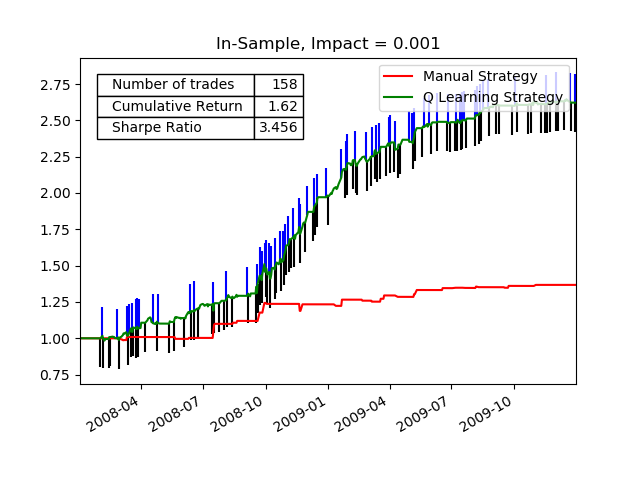 In-Sample, Impact = 0.001
Number of trades 158
Cumulative Return 1.62
Sharpe Ratio 3.456
Manual Strategy
Q Learning Strategy
2.75
2.50
2.25
2.00
1.75
1.50
1.25
1.00
0.75
2008-04
2008-07
2008-10
2009-01
2009-04
2009-07
2009-10